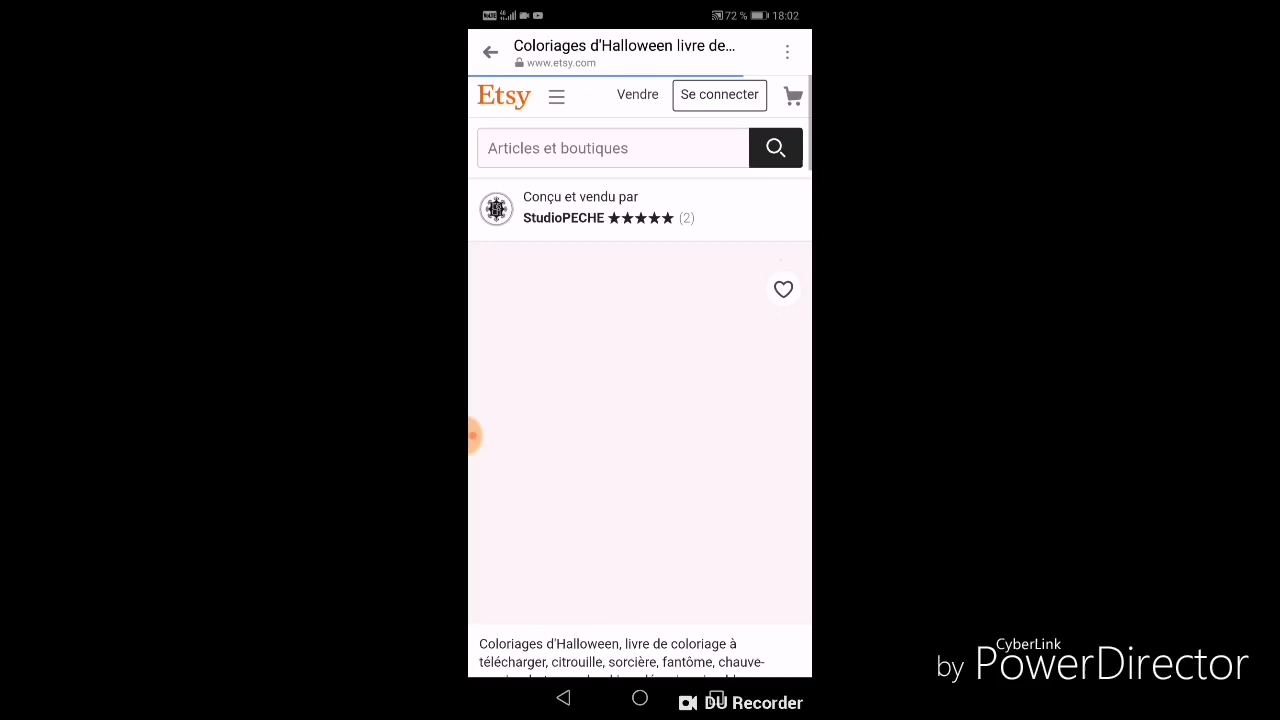 72 % 18:02
Coloriages d'Halloween livre de...
www.etsy.com
Etsy Vendre Se connecter
Articles et boutiques
Conçu et vendu par
StudioPECHE ★★★★★ (2)
Coloriages d'Halloween, livre de coloriage à
télécharger, citrouille, sorcière, fantôme, chauve-
DU Recorder
CyberLink
by PowerDirector